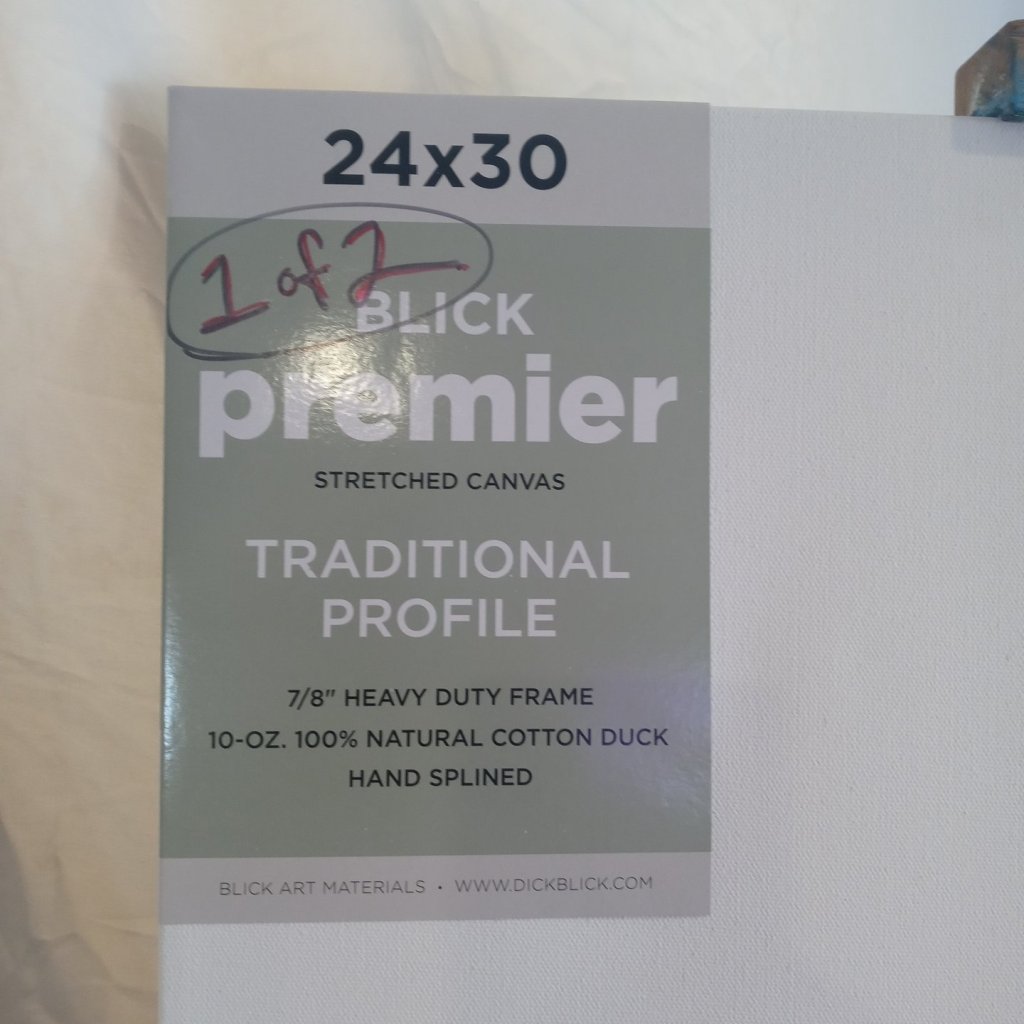 24x30
1 of 2
BLICK
premier
STRETCHED CANVAS
TRADITIONAL
PROFILE
7/8" HEAVY DUTY FRAME
10-OZ. 100% NATURAL COTTON DUCK
HAND SPLINED
BLICK ART MATERIALS • WWW.DICKBLICK.COM